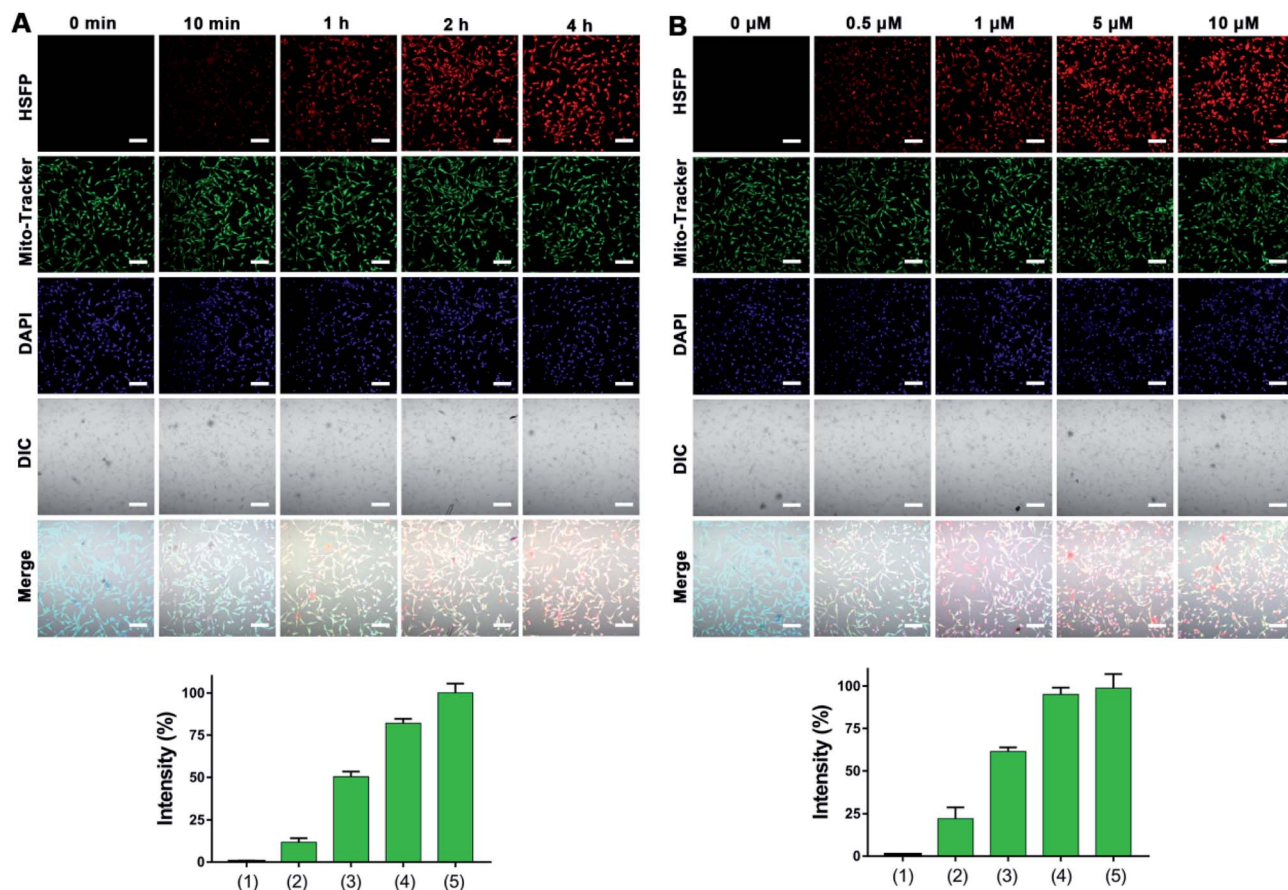 A
0 min 10 min 1 h 2 h 4 h
HSFP
Mito-Tracker
DAPI
DIC
Merge
Intensity (%)
100
75
50
25
0
(1) (2) (3) (4) (5)
B
0 μM 0.5 μM 1 μM 5 μM 10 μM
HSFP
Mito-Tracker
DAPI
DIC
Merge
Intensity (%)
100
75
50
25
0
(1) (2) (3) (4) (5)